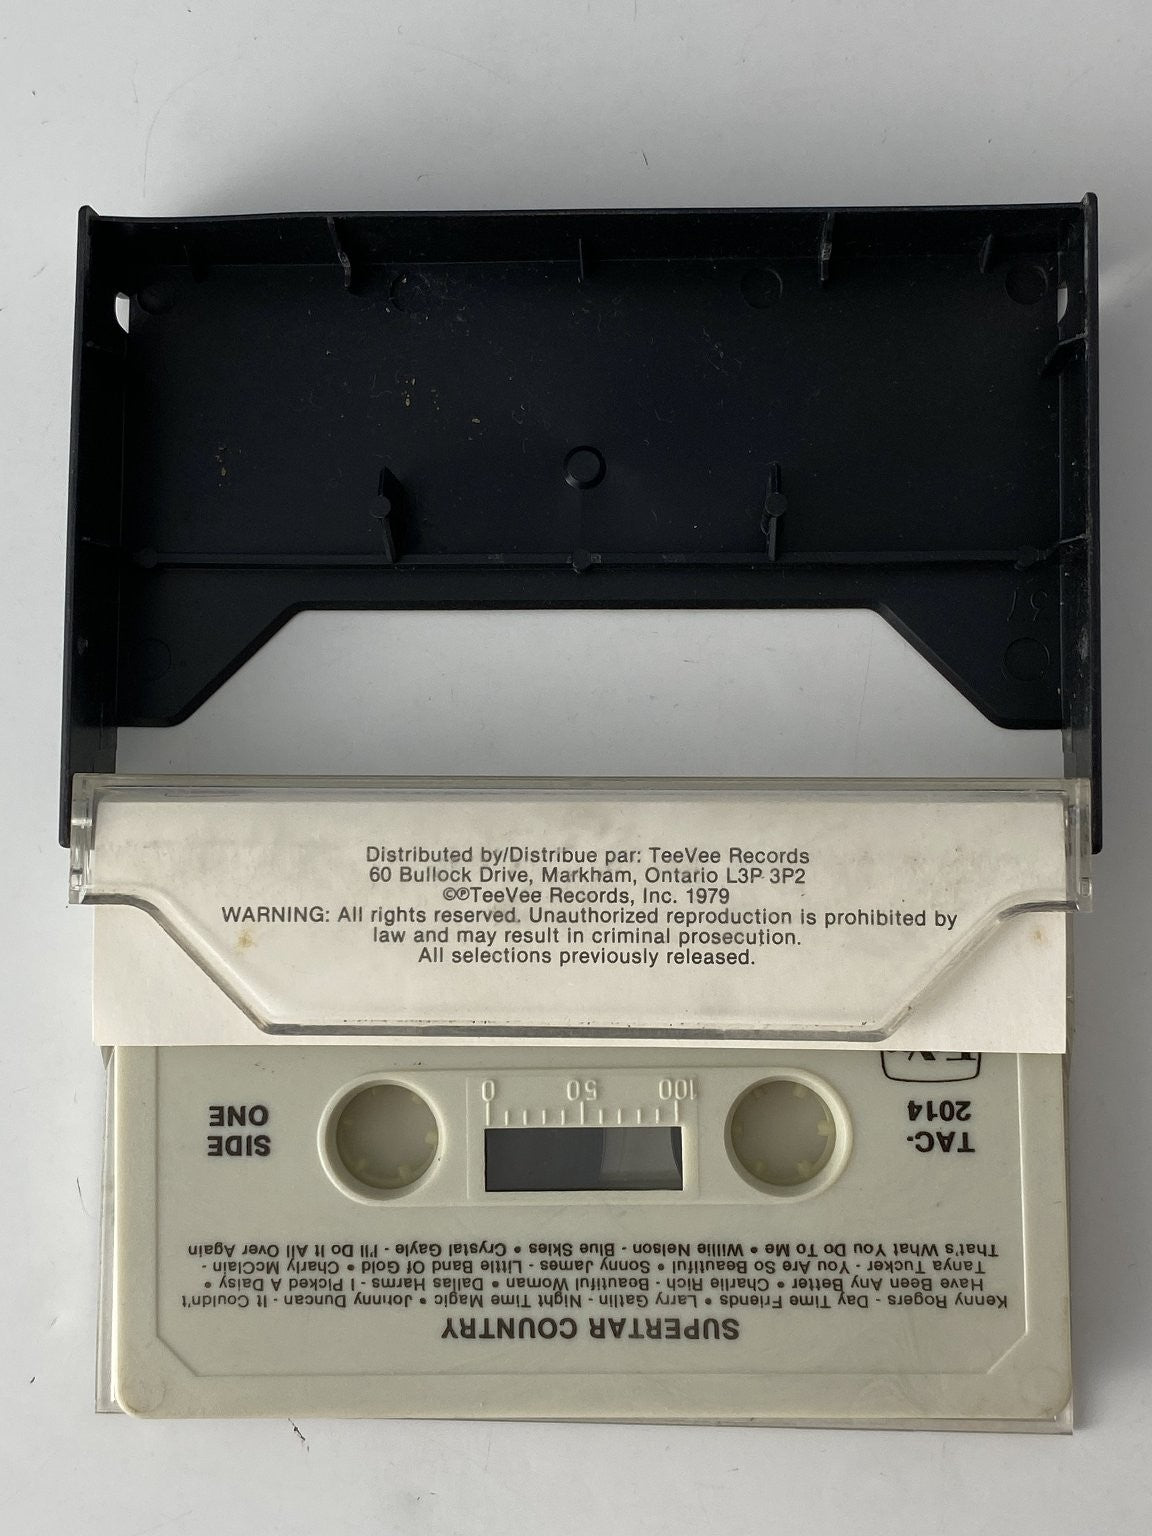 Distributed by/Distribue par: TeeVee Records
60 Bullock Drive, Markham, Ontario L3P 3P2
©℗TeeVee Records, Inc. 1979
WARNING: All rights reserved. Unauthorized reproduction is prohibited by
law and may result in criminal prosecution.
All selections previously released.
SUPERTAR COUNTRY
Kenny Rogers - Day Time Friends • Larry Gatlin - Night Time Magic • Johnny Duncan - It Couldn't
Have Been Any Better • Charlie Rich - Beautiful Woman • Dallas Harms - I Picked A Daisy •
Tanya Tucker - You Are So Beautiful • Sonny James - Little Band Of Gold • Charly McClain -
That's What You Do To Me • Willie Nelson - Blue Skies • Crystal Gayle - I'll Do It All Over Again
TAC-
2014
100 50 0
SIDE
ONE